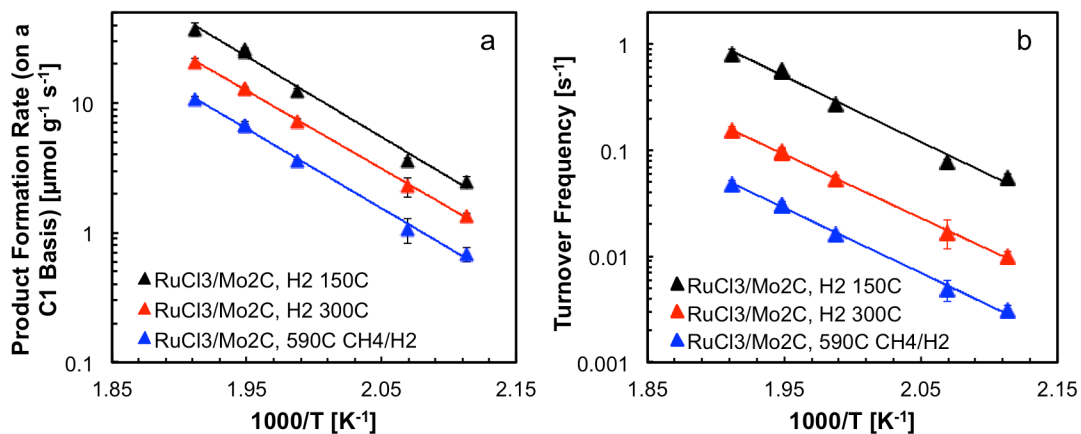 Product Formation Rate (on a
C1 Basis) [µmol g⁻¹ s⁻¹]
10
1
0.1
a
RuCl3/Mo2C, H2 150C
RuCl3/Mo2C, H2 300C
RuCl3/Mo2C, 590C CH4/H2
1.85
1.95
2.05
2.15
1000/T [K⁻¹]
Turnover Frequency [s⁻¹]
1
0.1
0.01
0.001
b
RuCl3/Mo2C, H2 150C
RuCl3/Mo2C, H2 300C
RuCl3/Mo2C, 590C CH4/H2
1.85
1.95
2.05
2.15
1000/T [K⁻¹]